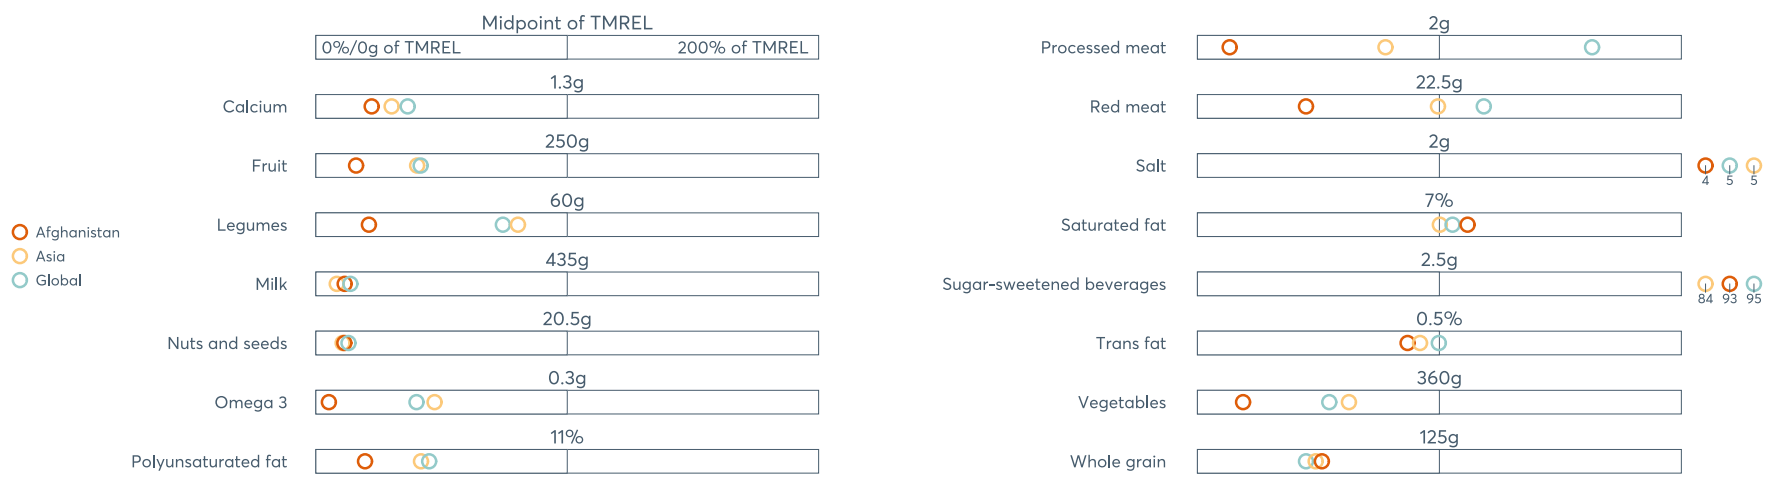 Midpoint of TMREL
0%/0g of TMREL
200% of TMREL
1.3g
Calcium
250g
Fruit
60g
Legumes
435g
Milk
20.5g
Nuts and seeds
0.3g
Omega 3
11%
Polyunsaturated fat
Afghanistan
Asia
Global
2g
Processed meat
22.5g
Red meat
2g
Salt
4 5 5
7%
Saturated fat
2.5g
Sugar-sweetened beverages
84 93 95
0.5%
Trans fat
360g
Vegetables
125g
Whole grain